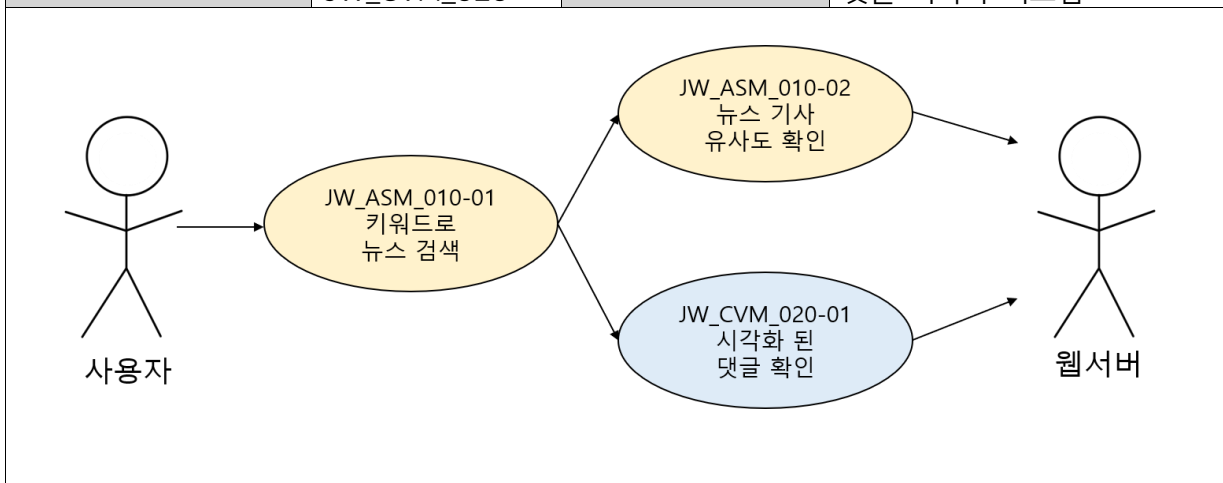 JW_ASM_010-02
뉴스 기사
유사도 확인
JW_ASM_010-01
키워드로
뉴스 검색
JW_CVM_020-01
시각화 된
댓글 확인
사용자
웹서버